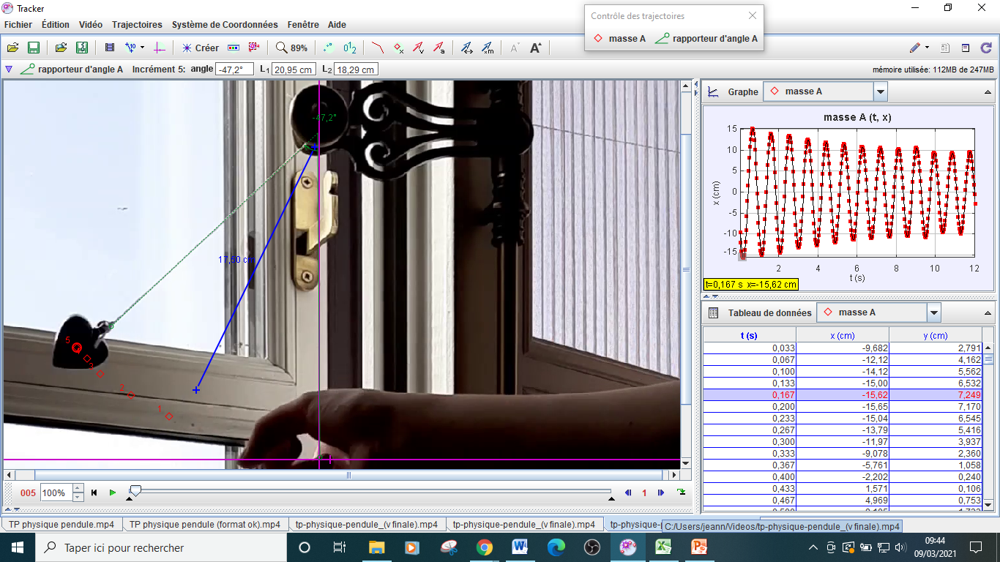 Tracker
Fichier Édition Vidéo Trajectoires Système de Coordonnées Fenêtre Aide
Contrôle des trajectoires
masse A rapporteur d'angle A
Créer 89%
rapporteur d'angle A Incrément 5: angle -47,2° L1 20,95 cm L2 18,29 cm
mémoire utilisée: 112MB de 247MB
-47,2°
17,50 cm
5
3
2
1
Graphe masse A
masse A (t, x)
x (cm)
15
10
5
0
-5
-10
-15
2 4 6 8 10 12
t (s)
t=0,167 s x=-15,62 cm
Tableau de données masse A
t (s) x (cm) y (cm)
0,033 -9,682 2,791
0,067 -12,12 4,162
0,100 -14,12 5,562
0,133 -15,00 6,532
0,167 -15,62 7,249
0,200 -15,65 7,170
0,233 -15,04 6,545
0,267 -13,79 5,416
0,300 -11,97 3,937
0,333 -9,078 2,360
0,367 -5,761 1,058
0,400 -2,202 0,240
0,433 1,571 0,106
0,467 4,969 0,753
005 100% 1
TP physique pendule.mp4 TP physique pendule (format ok).mp4 tp-physique-pendule_(v finale).mp4 tp-physique-pendule_(v finale).mp4 tp-physique-
C:/Users/jeann/Videos/tp-physique-pendule_(v finale).mp4
Taper ici pour rechercher
09:44
09/03/2021